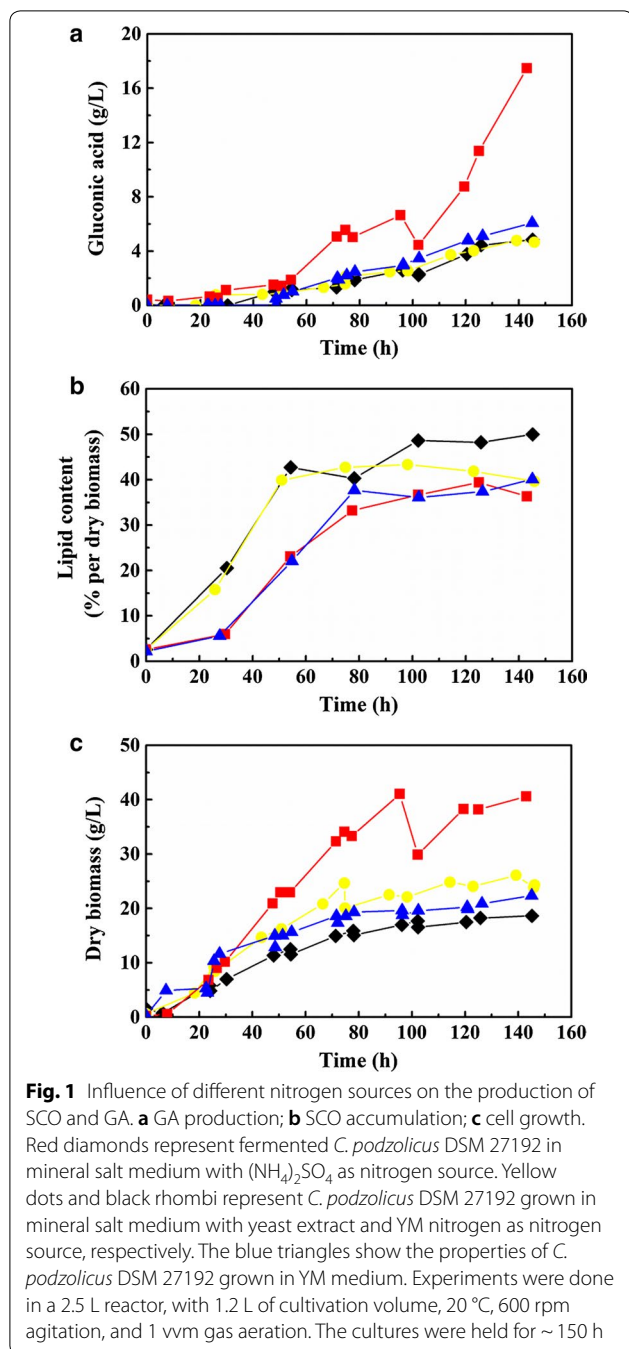 a
20
16
12
8
4
0
Gluconic acid (g/L)
0 20 40 60 80 100 120 140 160
Time (h)
b
60
50
40
30
20
10
0
Lipid content
(% per dry biomass)
0 20 40 60 80 100 120 140 160
Time (h)
c
50
40
30
20
10
0
Dry biomass (g/L)
0 20 40 60 80 100 120 140 160
Time (h)
Fig. 1 Influence of different nitrogen sources on the production of
SCO and GA. a GA production; b SCO accumulation; c cell growth.
Red diamonds represent fermented C. podzolicus DSM 27192 in
mineral salt medium with (NH4)2SO4 as nitrogen source. Yellow
dots and black rhombi represent C. podzolicus DSM 27192 grown in
mineral salt medium with yeast extract and YM nitrogen as nitrogen
source, respectively. The blue triangles show the properties of C.
podzolicus DSM 27192 grown in YM medium. Experiments were done
in a 2.5 L reactor, with 1.2 L of cultivation volume, 20 °C, 600 rpm
agitation, and 1 vvm gas aeration. The cultures were held for ~ 150 h